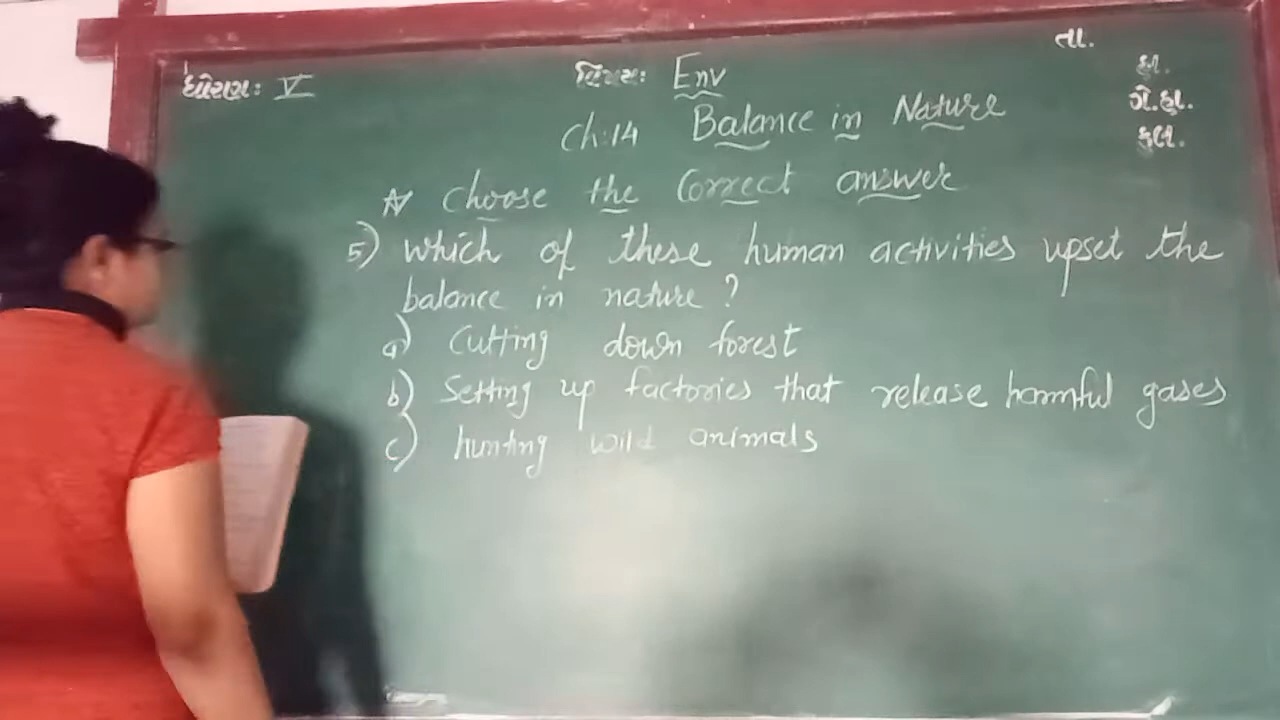 ધોરણ: V
વિષય: Env
તા.
હા.
ગે.હા.
કુલ.
Ch:14 Balance in Nature
☆ Choose the Correct answer
5) which of these human activities upset the
balance in nature ?
a) Cutting down forest
b) Setting up factories that release harmful gases
c) hunting wild animals